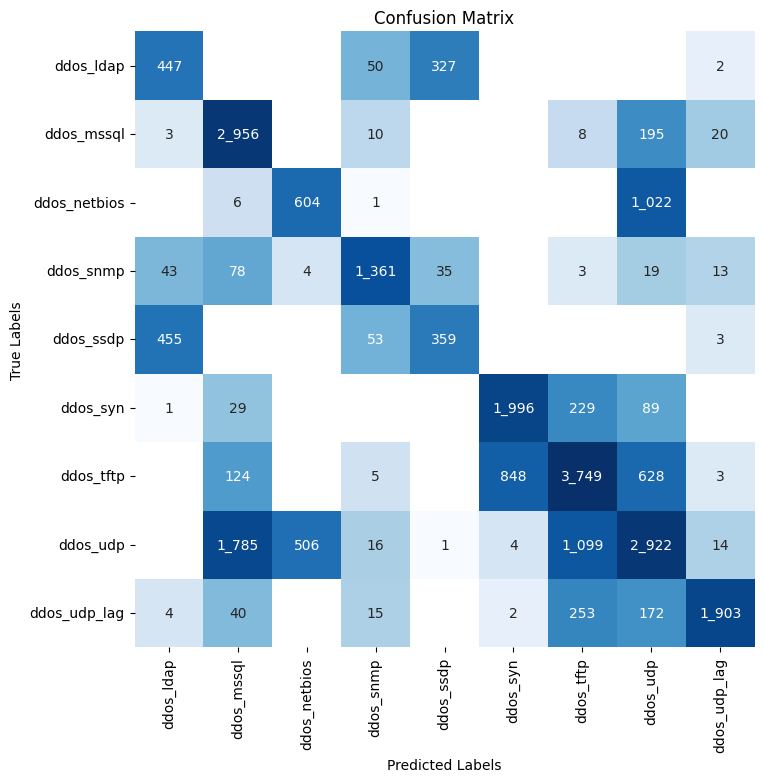 Confusion Matrix
ddos_ldap 447 50 327 2
ddos_mssql 3 2_956 10 8 195 20
ddos_netbios 6 604 1 1_022
ddos_snmp 43 78 4 1_361 35 3 19 13
ddos_ssdp 455 53 359 3
ddos_syn 1 29 1_996 229 89
ddos_tftp 124 5 848 3_749 628 3
ddos_udp 1_785 506 16 1 4 1_099 2_922 14
ddos_udp_lag 4 40 15 2 253 172 1_903
True Labels
ddos_ldap ddos_mssql ddos_netbios ddos_snmp ddos_ssdp ddos_syn ddos_tftp ddos_udp ddos_udp_lag
Predicted Labels